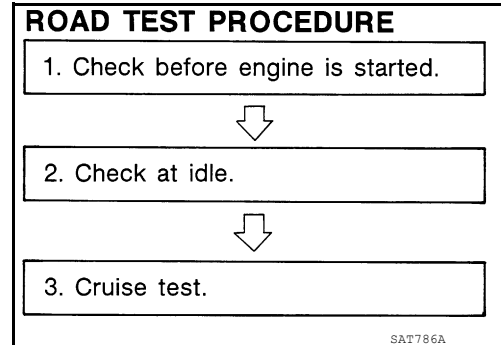 ROAD TEST PROCEDURE
1. Check before engine is started.
2. Check at idle.
3. Cruise test.
SAT786A